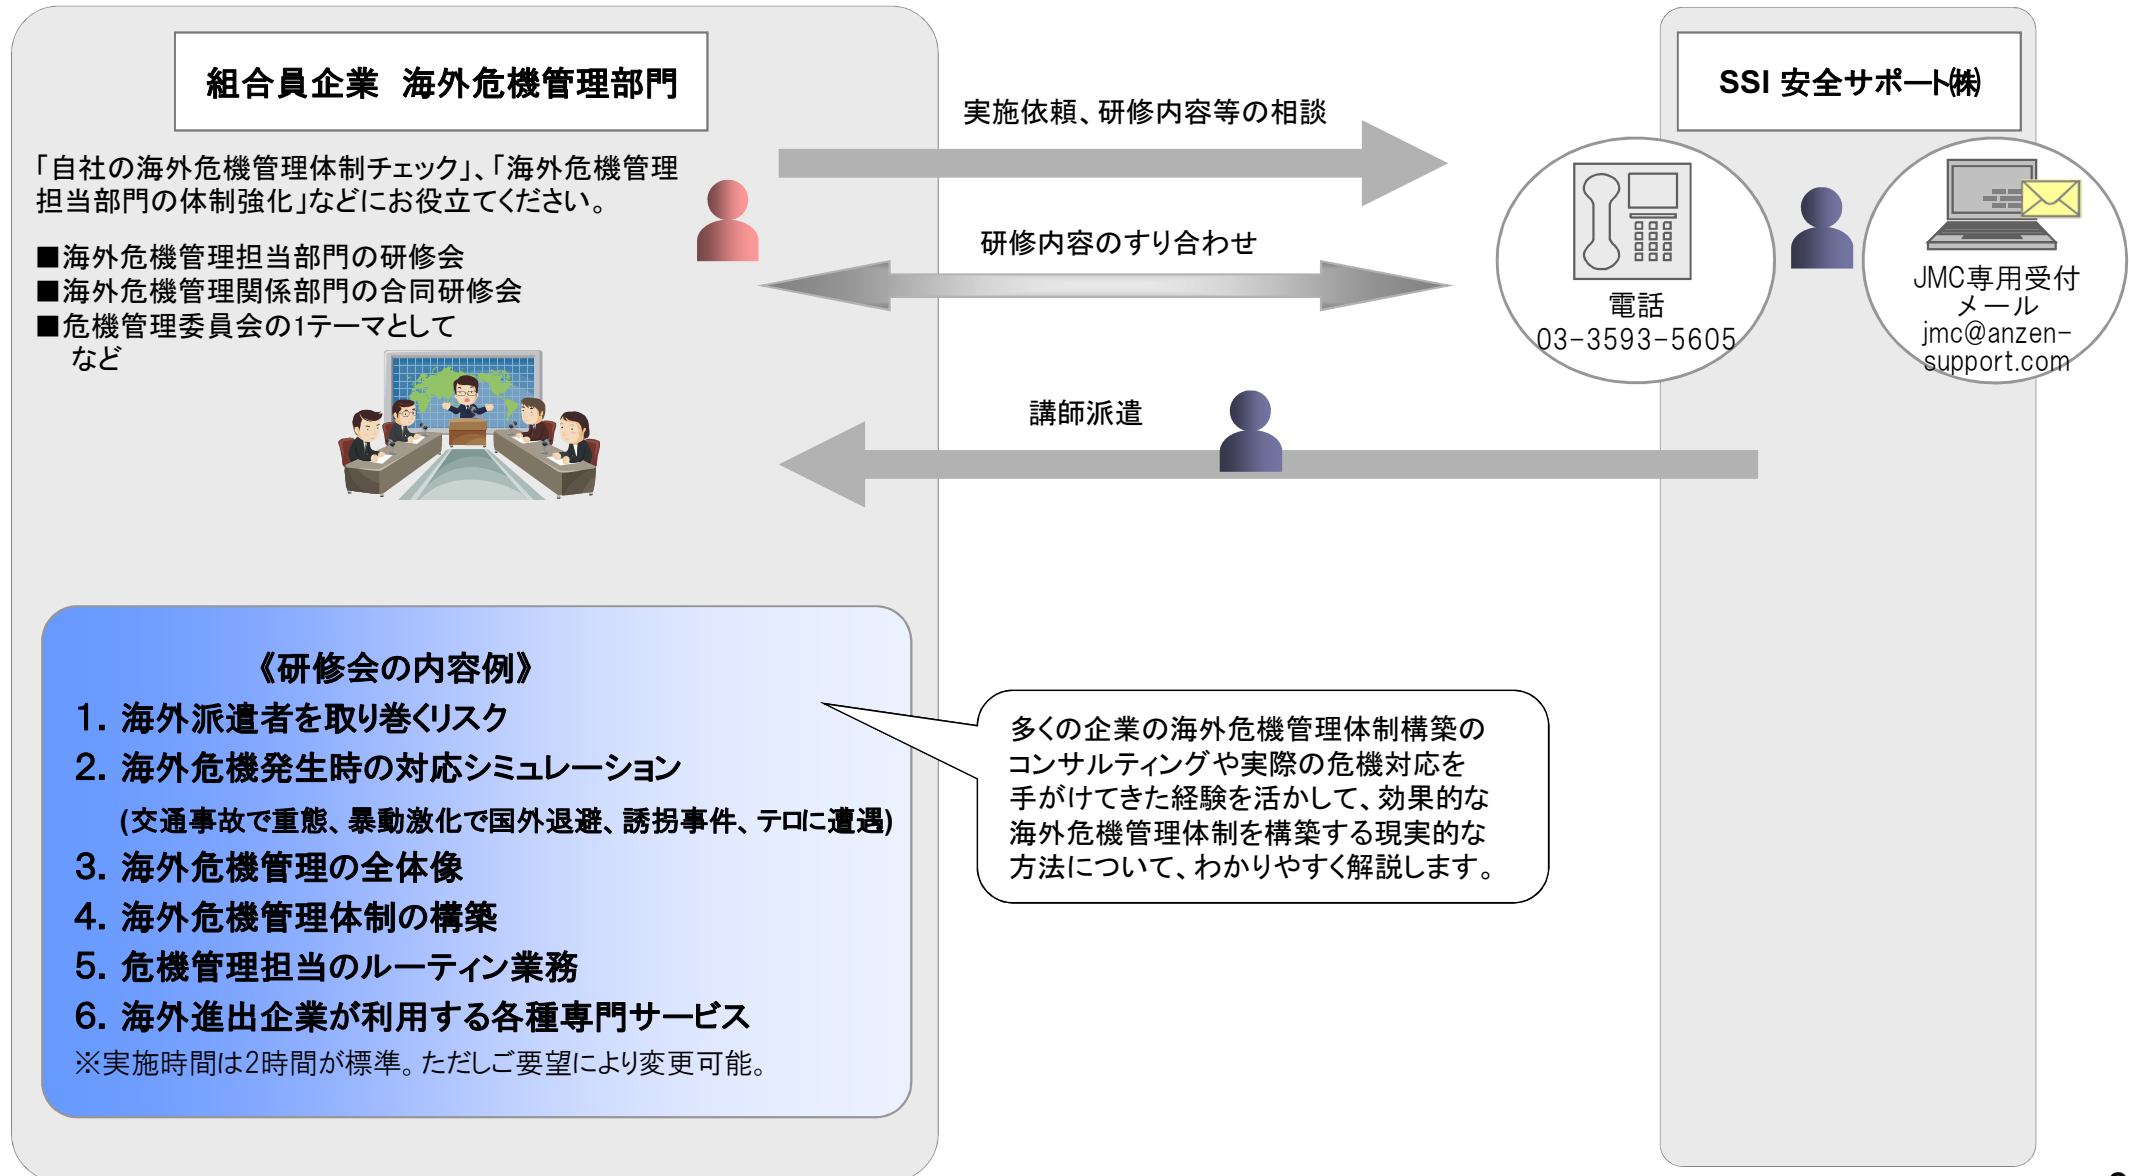 組合員企業 海外危機管理部門
「自社の海外危機管理体制チェック」、「海外危機管理
担当部門の体制強化」などにお役立てください。
■海外危機管理担当部門の研修会
■海外危機管理関係部門の合同研修会
■危機管理委員会の1テーマとして
など
実施依頼、研修内容等の相談
研修内容のすり合わせ
講師派遣
SSI 安全サポート㈱
電話
03-3593-5605
JMC専用受付
メール
jmc@anzen-
support.com
《研修会の内容例》
1. 海外派遣者を取り巻くリスク
2. 海外危機発生時の対応シミュレーション
(交通事故で重態、暴動激化で国外退避、誘拐事件、テロに遭遇)
3. 海外危機管理の全体像
4. 海外危機管理体制の構築
5. 危機管理担当のルーティン業務
6. 海外進出企業が利用する各種専門サービス
※実施時間は2時間が標準。ただしご要望により変更可能。
多くの企業の海外危機管理体制構築の
コンサルティングや実際の危機対応を
手がけてきた経験を活かして、効果的な
海外危機管理体制を構築する現実的な
方法について、わかりやすく解説します。